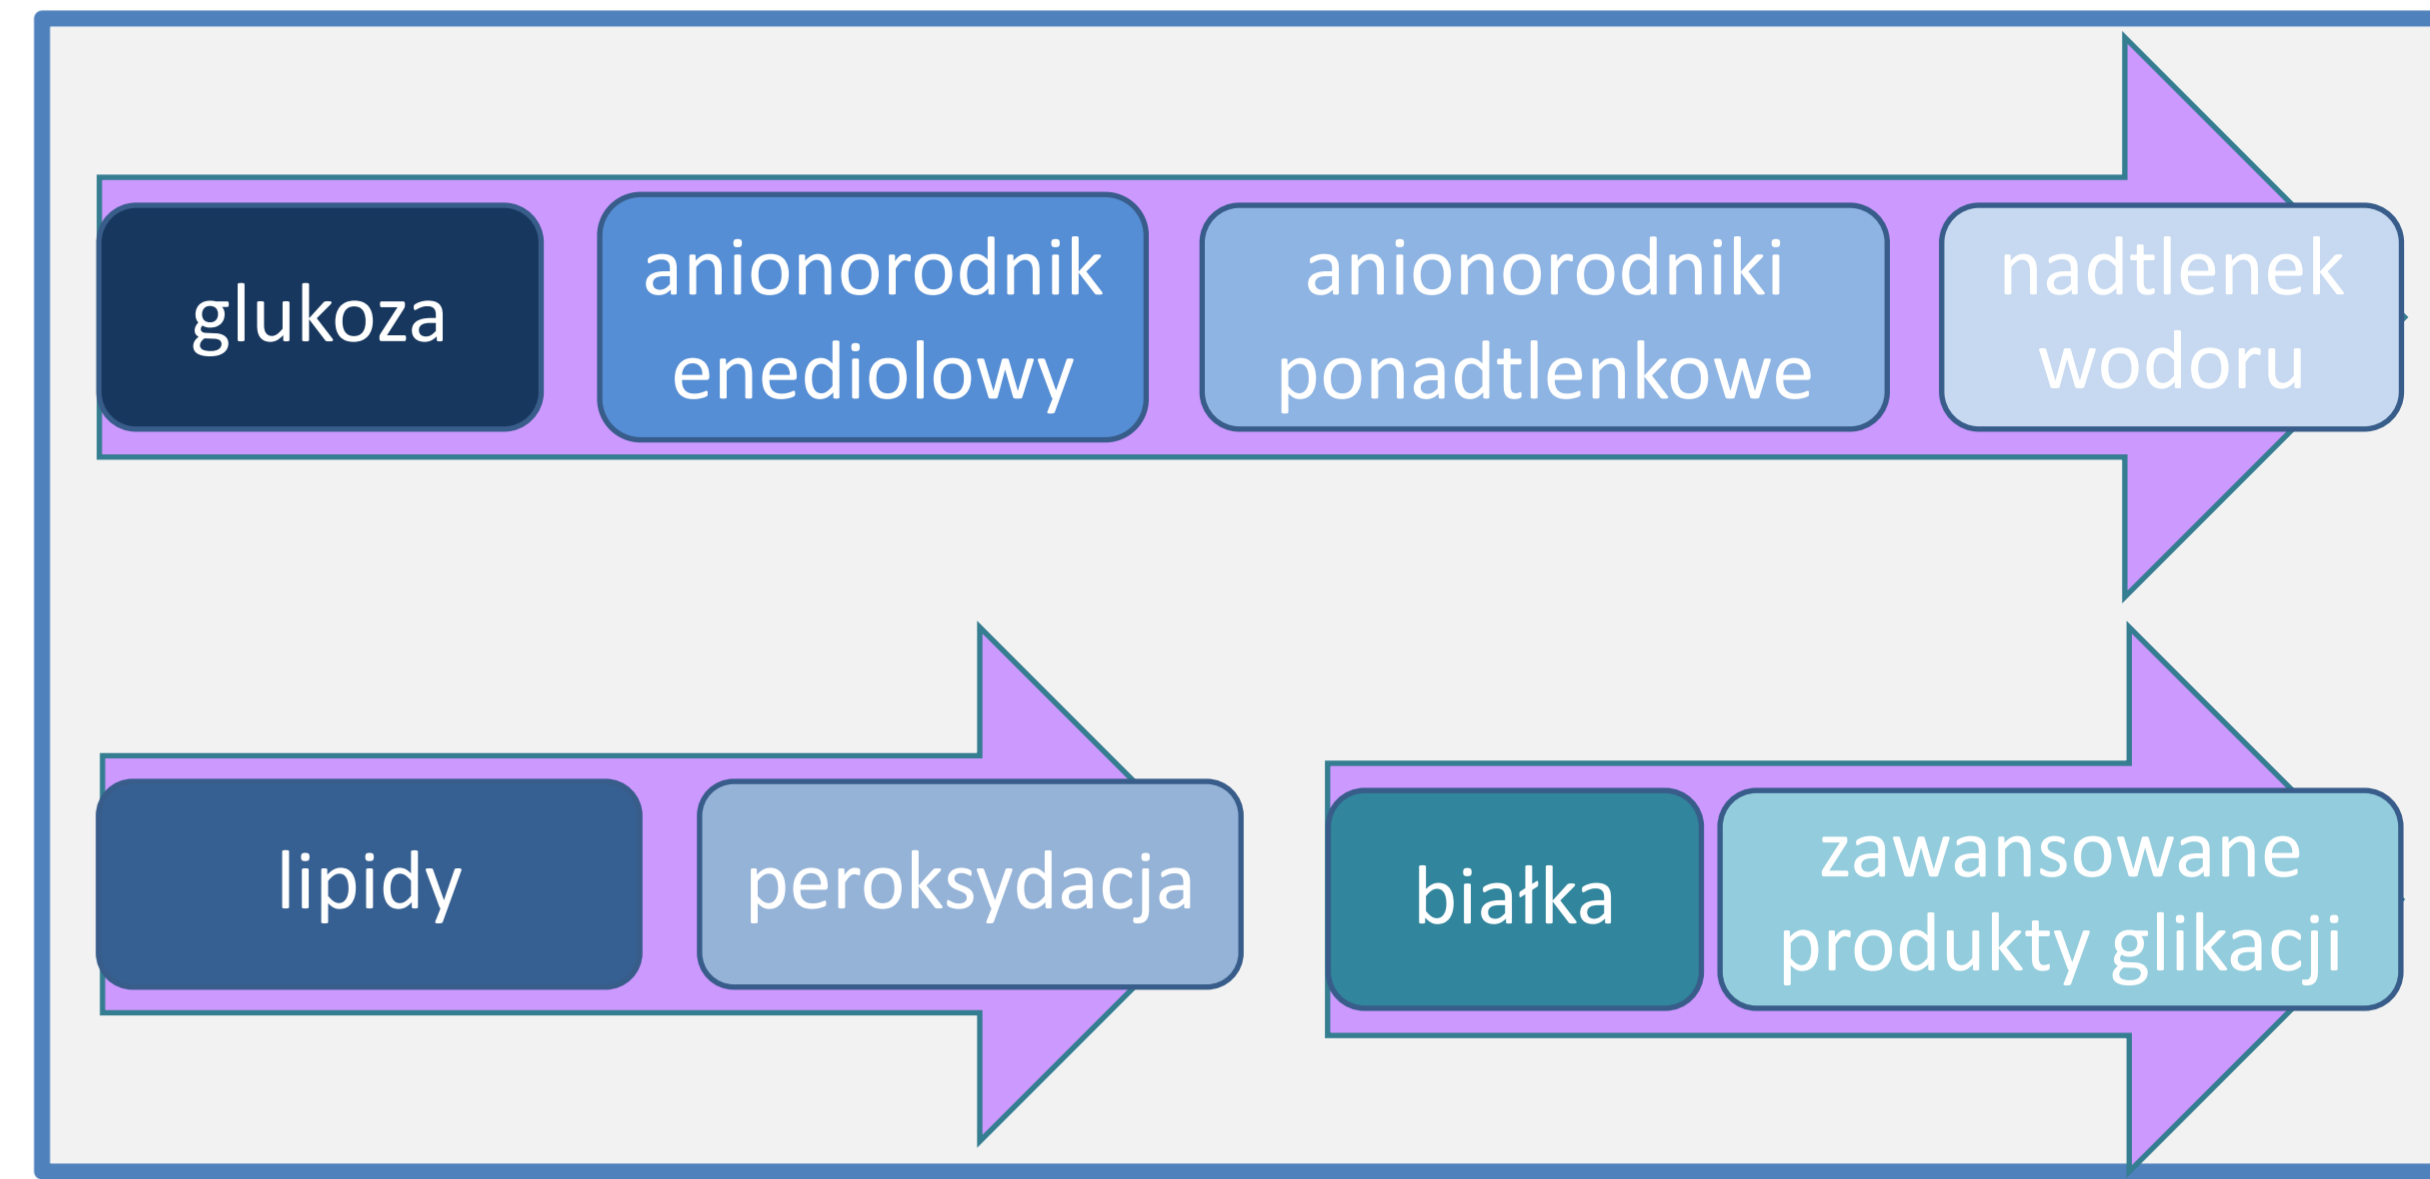 glukoza
anionorodnik
enediolowy
anionorodniki
ponadtlenkowe
nadtlenek
wodoru
lipidy
peroksydacja
białka
zawansowane
produkty glikacji